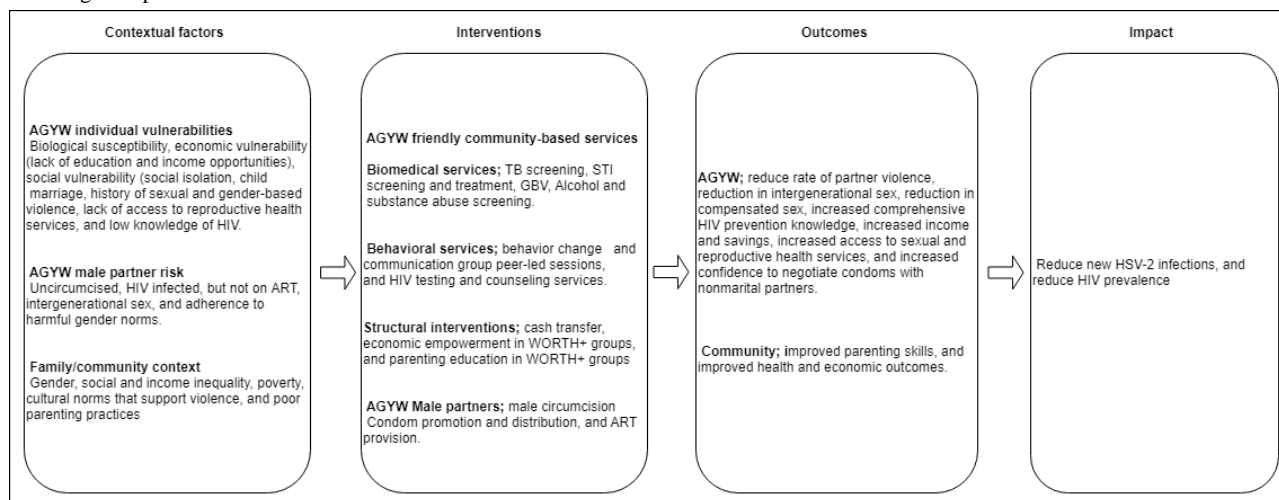 Contextual factors
Interventions
Outcomes
Impact
AGYW individual vulnerabilities
Biological susceptibility, economic vulnerability
(lack of education and income opportunities),
social vulnerability (social isolation, child
marriage, history of sexual and gender-based
violence, lack of access to reproductive health
services, and low knowledge of HIV.
AGYW male partner risk
Uncircumcised, HIV infected, but not on ART,
intergenerational sex, and adherence to
harmful gender norms.
Family/community context
Gender, social and income inequality, poverty,
cultural norms that support violence, and poor
parenting practices
AGYW friendly community-based services
Biomedical services; TB screening, STI
screening and treatment, GBV, Alcohol and
substance abuse screening.
Behavioral services; behavior change and
communication group peer-led sessions,
and HIV testing and counseling services.
Structural interventions; cash transfer,
economic empowerment in WORTH+ groups,
and parenting education in WORTH+ groups
AGYW Male partners; male circumcision
Condom promotion and distribution, and ART
provision.
AGYW; reduce rate of partner violence,
reduction in intergenerational sex, reduction in
compensated sex, increased comprehensive
HIV prevention knowledge, increased income
and savings, increased access to sexual and
reproductive health services, and increased
confidence to negotiate condoms with
nonmarital partners.
Community; improved parenting skills, and
improved health and economic outcomes.
Reduce new HSV-2 infections, and
reduce HIV prevalence